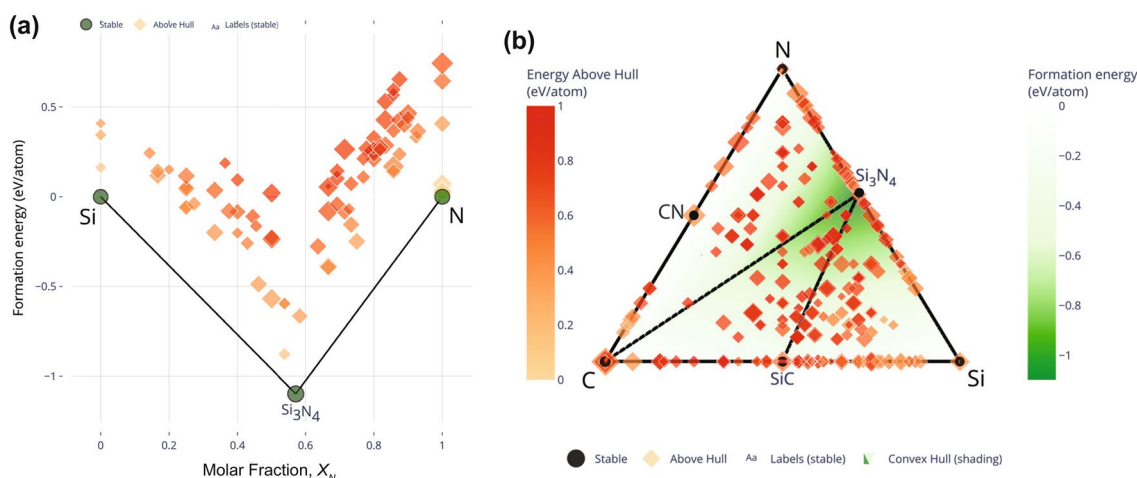 (a)
Stable
Above Hull
Aa Labels (stable)
Formation energy (eV/atom)
0.5
0
−0.5
−1
Si
N
Si3N4
0
0.2
0.4
0.6
0.8
1
Molar Fraction, XN
(b)
Energy Above Hull
(eV/atom)
1
0.8
0.6
0.4
0.2
0
N
Si3N4
CN
C
SiC
Si
Formation energy
(eV/atom)
0
−0.2
−0.4
−0.6
−0.8
−1
Stable
Above Hull
Aa Labels (stable)
Convex Hull (shading)